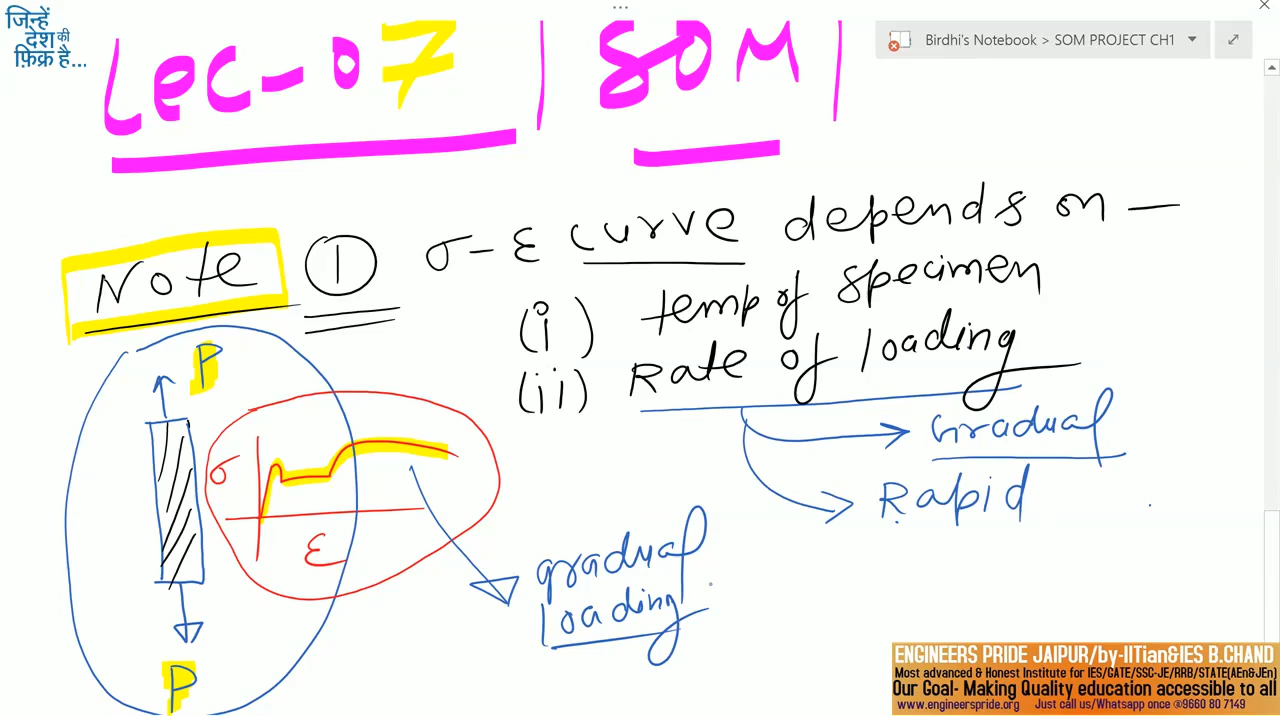 जिन्हें
देश की
फ़िक्र है...
Birdhi's Notebook > SOM PROJECT CH1
Lec-07 | SOM |
Note ① σ-ε curve depends on —
(i) temp of specimen
(ii) Rate of loading
Gradual
Rapid
P
σ
ε
gradual
loading
P
ENGINEERS PRIDE JAIPUR/by-IITian&IES B.CHAND
Most advanced & Honest Institute for IES/GATE/SSC-JE/RRB/STATE(AEn&JEn)
Our Goal- Making Quality education accessible to all
www.engineerspride.org Just call us/Whatsapp once @9660 80 7149